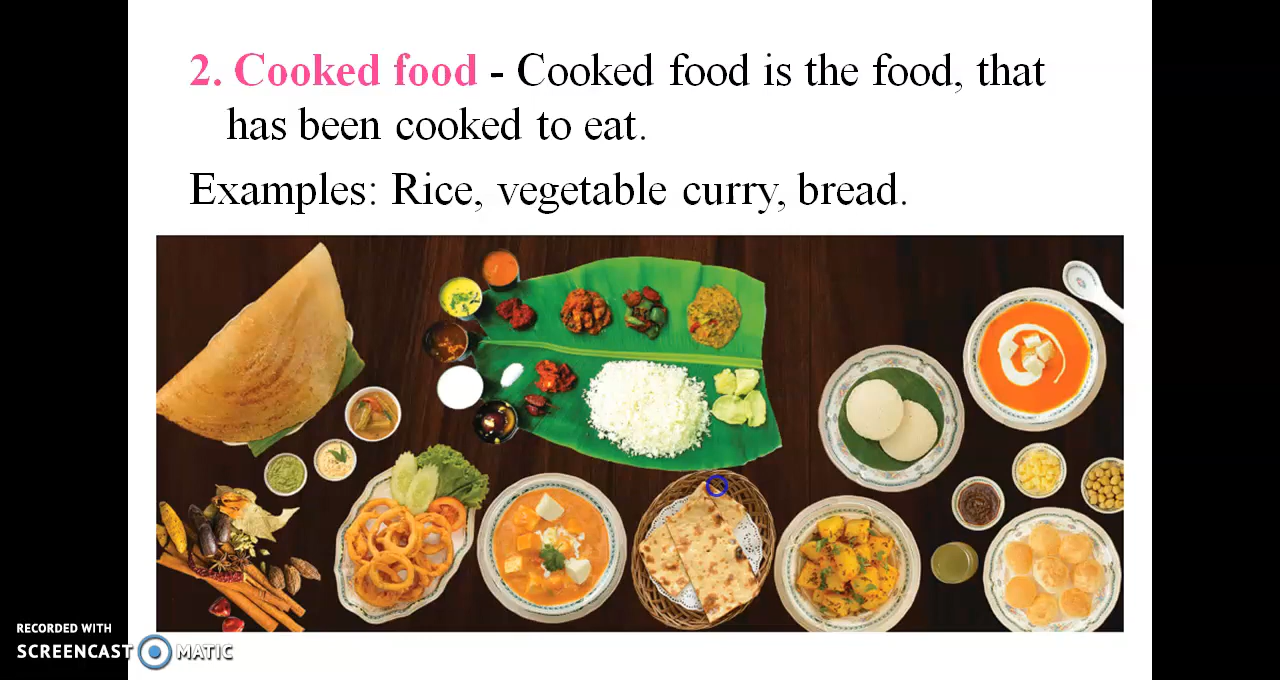 2. Cooked food - Cooked food is the food, that
has been cooked to eat.
Examples: Rice, vegetable curry, bread.
RECORDED WITH
SCREENCAST MATIC